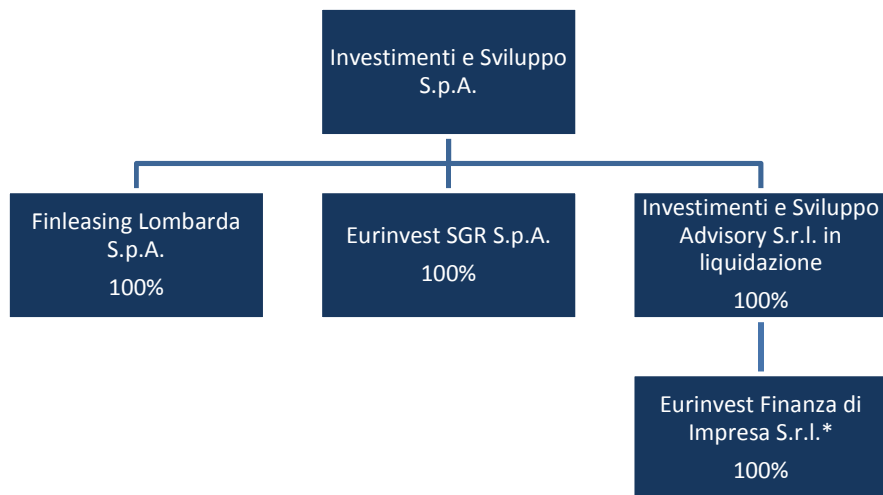 Investimenti e Sviluppo
S.p.A.
Finleasing Lombarda
S.p.A.
100%
Eurinvest SGR S.p.A.
100%
Investimenti e Sviluppo
Advisory S.r.l. in
liquidazione
100%
Eurinvest Finanza di
Impresa S.r.l.*
100%